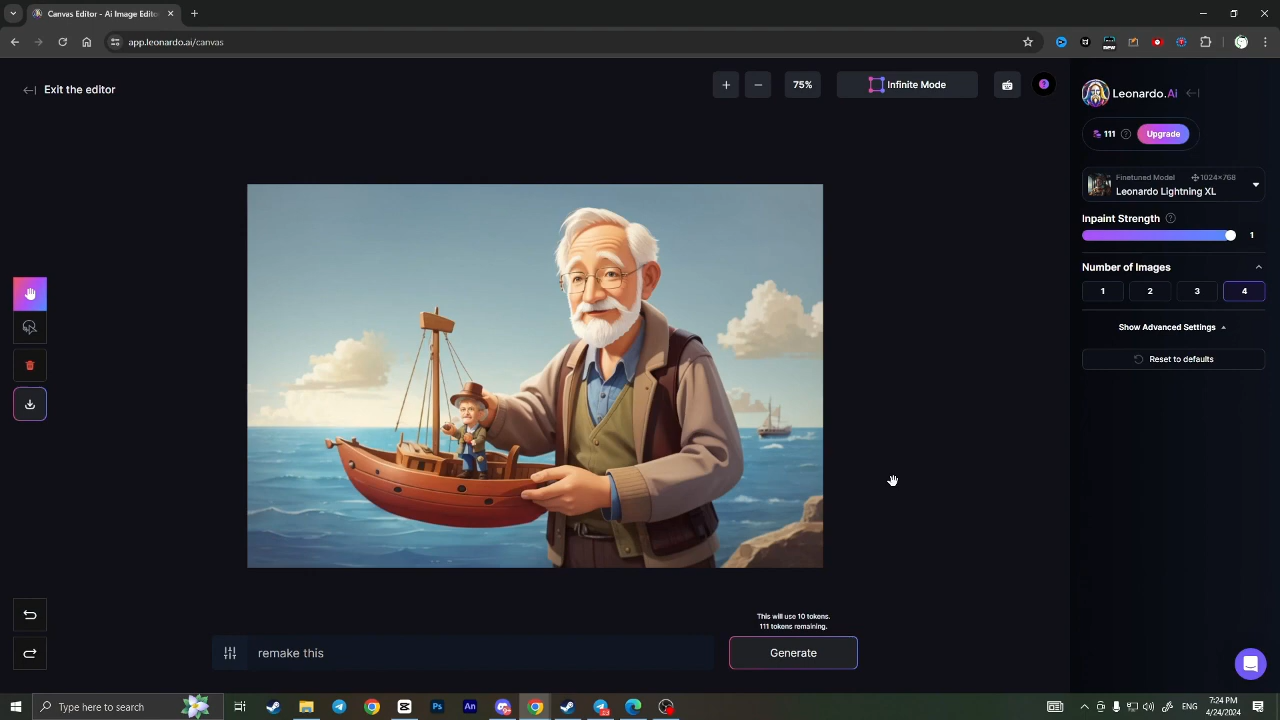 Canvas Editor - Ai Image Edit
app.leonardo.ai/canvas
Exit the editor
75%
Infinite Mode
Leonardo.Ai
111
Upgrade
Finetuned Model
1024×768
Leonardo Lightning XL
Inpaint Strength
1
Number of Images
1
2
3
4
Show Advanced Settings
Reset to defaults
This will use 10 tokens.
111 tokens remaining.
remake this
Generate
Type here to search
Ps
An
7:24 PM
4/24/2024